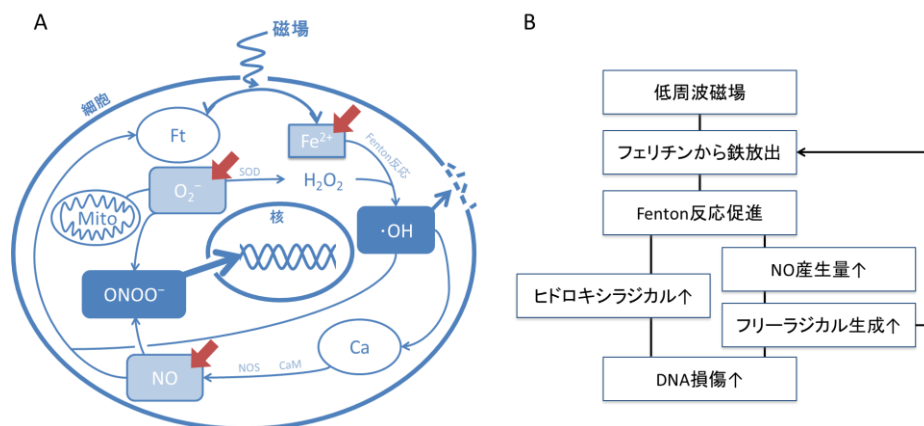 A
磁場
細胞
Ft
Fe²⁺
Fenton反応
O₂⁻
SOD
H₂O₂
Mito
核
・OH
ONOO⁻
Ca
NO
NOS
CaM
B
低周波磁場
フェリチンから鉄放出
Fenton反応促進
NO産生量↑
ヒドロキシラジカル↑
フリーラジカル生成↑
DNA損傷↑